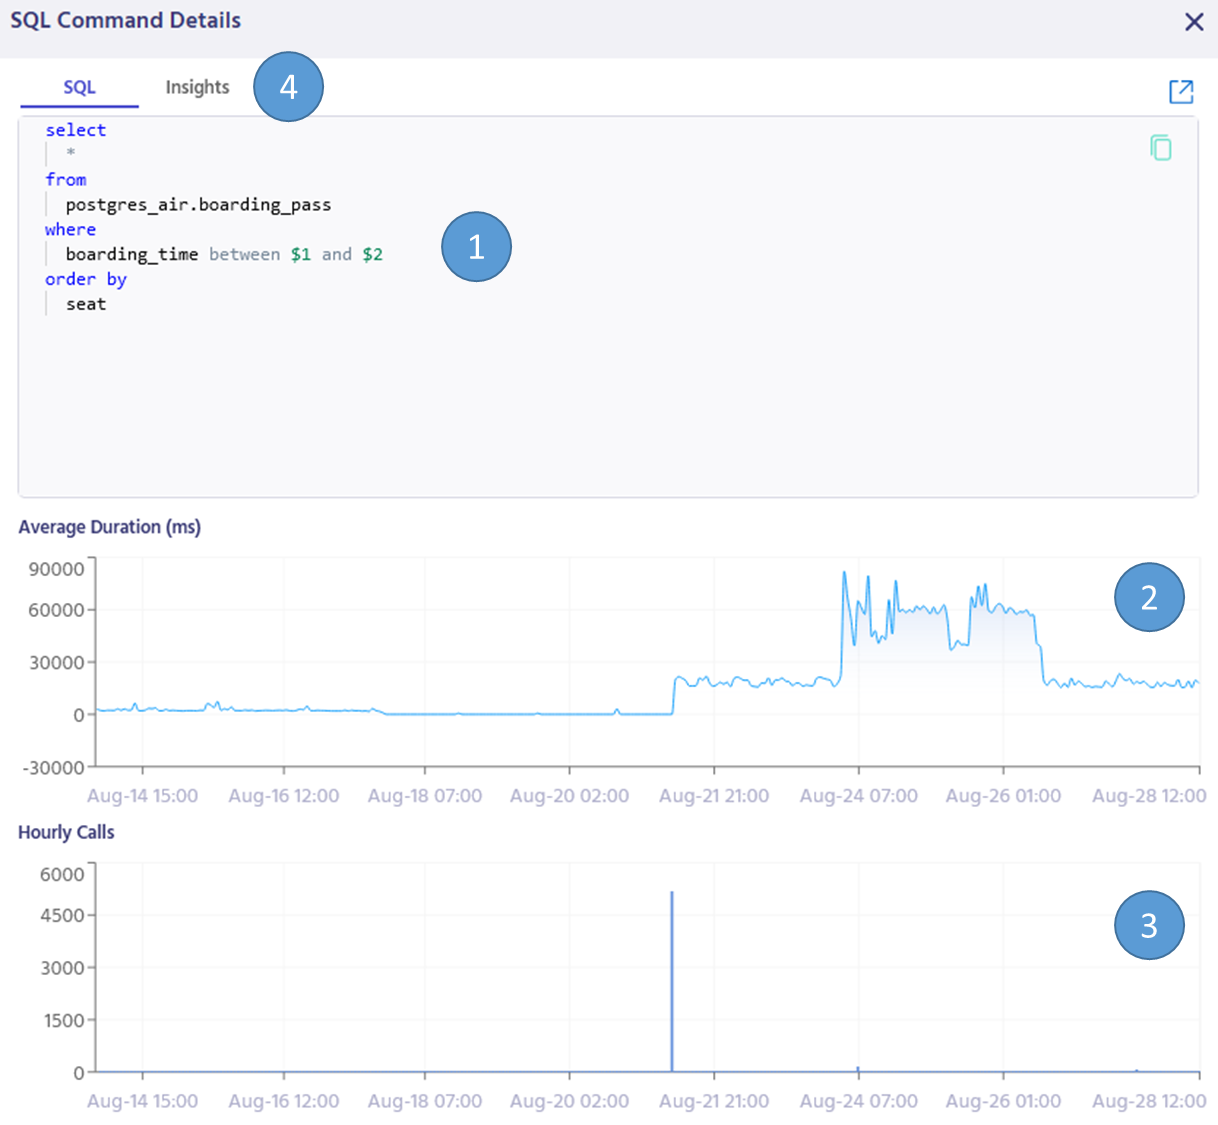 SQL Command Details
SQL Insights 4
select
*
from
postgres_air.boarding_pass
where
boarding_time between $1 and $2
1
order by
seat
Average Duration (ms)
90000
60000
30000
0
-30000
2
Aug-14 15:00 Aug-16 12:00 Aug-18 07:00 Aug-20 02:00 Aug-21 21:00 Aug-24 07:00 Aug-26 01:00 Aug-28 12:00
Hourly Calls
6000
4500
3000
1500
0
3
Aug-14 15:00 Aug-16 12:00 Aug-18 07:00 Aug-20 02:00 Aug-21 21:00 Aug-24 07:00 Aug-26 01:00 Aug-28 12:00